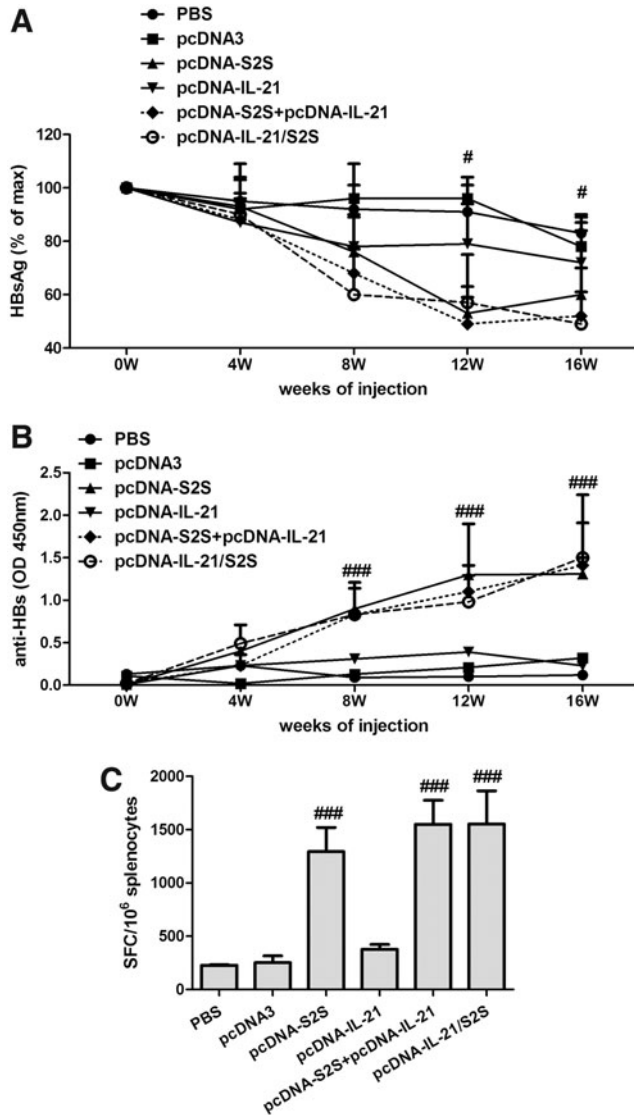 A
PBS
pcDNA3
pcDNA-S2S
pcDNA-IL-21
pcDNA-S2S+pcDNA-IL-21
pcDNA-IL-21/S2S
HBsAg (% of max)
120
100
80
60
40
#
#
0W 4W 8W 12W 16W
weeks of injection
B
PBS
pcDNA3
pcDNA-S2S
pcDNA-IL-21
pcDNA-S2S+pcDNA-IL-21
pcDNA-IL-21/S2S
anti-HBs (OD 450nm)
2.5
2.0
1.5
1.0
0.5
0.0
###
###
###
0W 4W 8W 12W 16W
weeks of injection
C
SFC/10⁶ splenocytes
2000
1500
1000
500
0
###
###
###
PBS
pcDNA3
pcDNA-S2S
pcDNA-IL-21
pcDNA-S2S+pcDNA-IL-21
pcDNA-IL-21/S2S